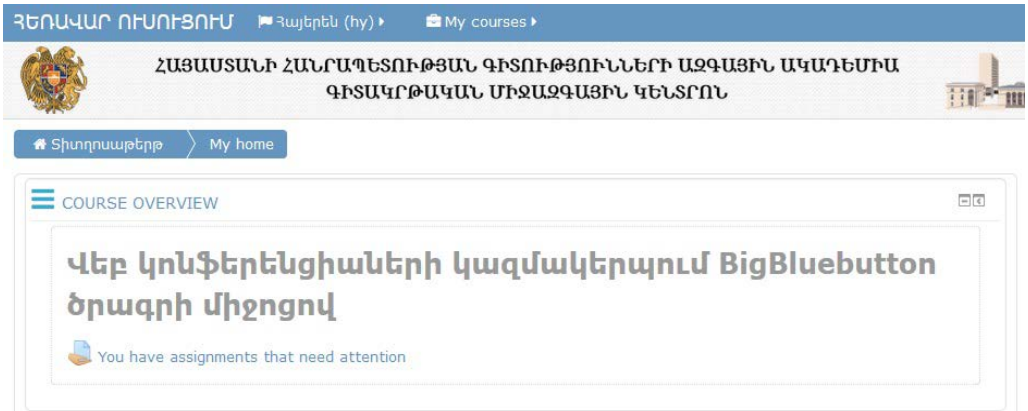 ՀԵՌԱՎԱՐ ՈՒՍՈՒՑՈՒՄ Հայերեն (hy) My courses
ՀԱՅԱՍՏԱՆԻ ՀԱՆՐԱՊԵՏՈՒԹՅԱՆ ԳԻՏՈՒԹՅՈՒՆՆԵՐԻ ԱԶԳԱՅԻՆ ԱԿԱԴԵՄԻԱ
ԳԻՏԱԿՐԹԱԿԱՆ ՄԻՋԱԶԳԱՅԻՆ ԿԵՆՏՐՈՆ
Տիտղոսաթերթ My home
COURSE OVERVIEW
Վեբ կոնֆերենցիաների կազմակերպում BigBluebutton
ծրագրի միջոցով
You have assignments that need attention